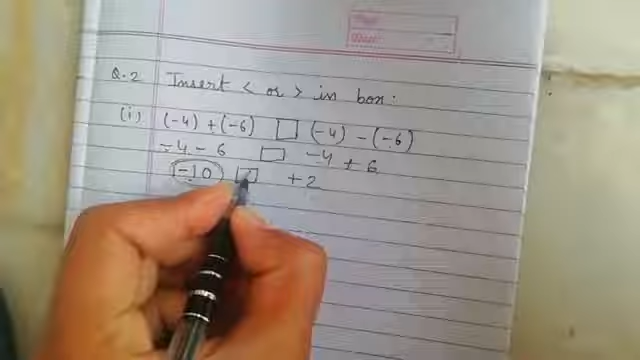 Q.2 Insert < or > in box:
(i) (-4) + (-6) □ (-4) - (-6)
-4 - 6 □ -4 + 6
-10 □ +2